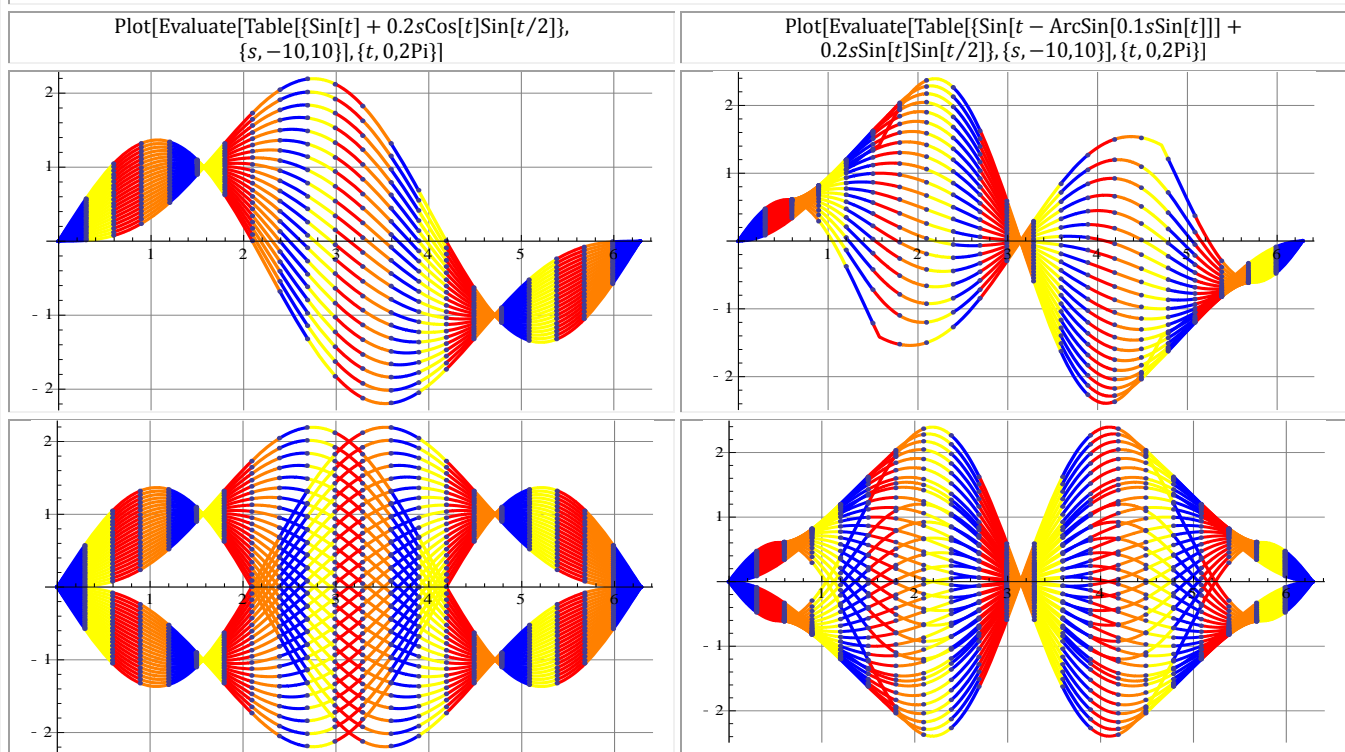 Plot[Evaluate[Table[{Sin[t] + 0.2sCos[t]Sin[t/2]},
{s, −10,10}], {t, 0,2Pi}]
Plot[Evaluate[Table[{Sin[t − ArcSin[0.1sSin[t]]] +
0.2sSin[t]Sin[t/2]}, {s, −10,10}], {t, 0,2Pi}]
2
1
- 1
- 2
1 2 3 4 5 6
2
1
- 1
- 2
1 2 3 4 5 6
2
1
- 1
- 2
1 2 3 4 5 6
2
1
- 1
- 2
1 2 3 4 5 6